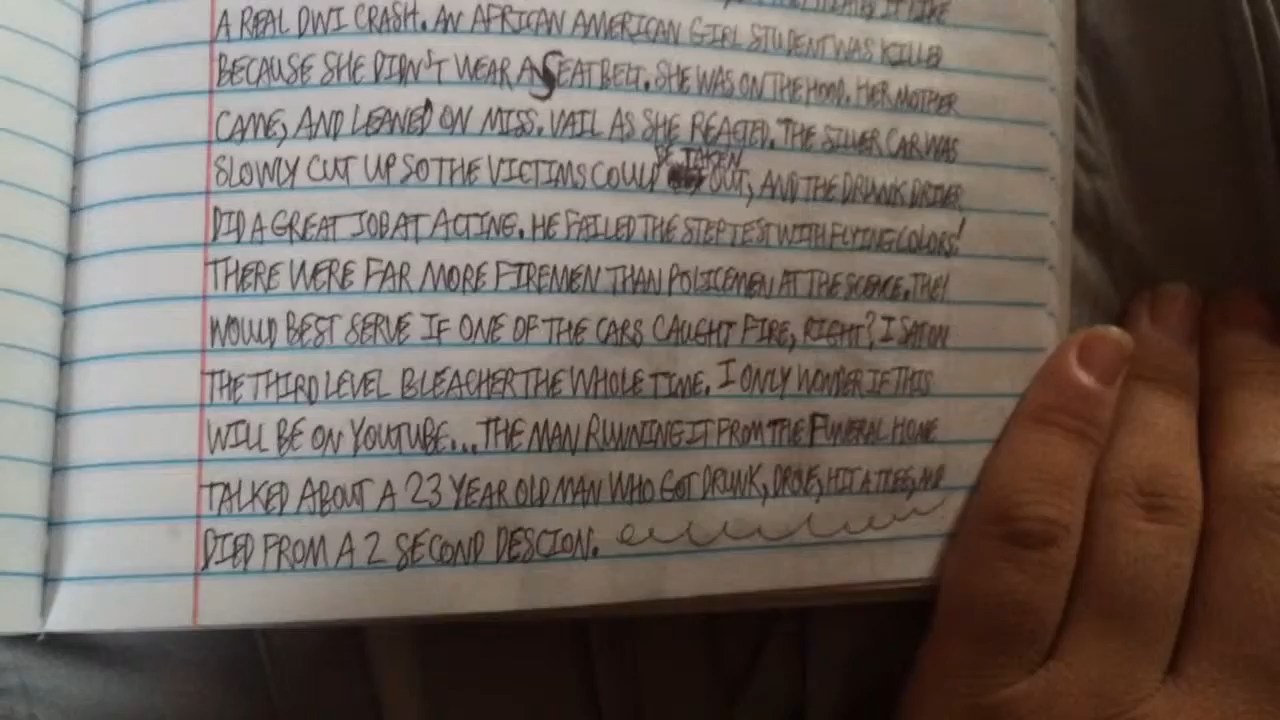 A REAL DWI CRASH. AN AFRICAN AMERICAN GIRL STUDENT WAS KILLED
BECAUSE SHE DIDN'T WEAR A SEATBELT. SHE WAS ON THE HOOD. HER MOTHER
CAME, AND LEANED ON MISS. VAIL AS SHE REACTED. THE SILVER CAR WAS
SLOWLY CUT UP SO THE VICTIMS COULD BE TAKEN OUT, AND THE DRUNK DRIVER
DID A GREAT JOB AT ACTING. HE FAILED THE STEP TEST WITH FLYING COLORS!
THERE WERE FAR MORE FIREMEN THAN POLICEMEN AT THE SCENE. THEY
WOULD BEST SERVE IF ONE OF THE CARS CAUGHT FIRE, RIGHT? I SAT ON
THE THIRD LEVEL BLEACHER THE WHOLE TIME. I ONLY WONDER IF THIS
WILL BE ON YOUTUBE... THE MAN RUNNING IT FROM THE FUNERAL HOME
TALKED ABOUT A 23 YEAR OLD MAN WHO GOT DRUNK, DROVE, HIT A TREE, AND
DIED FROM A 2 SECOND DESCION.